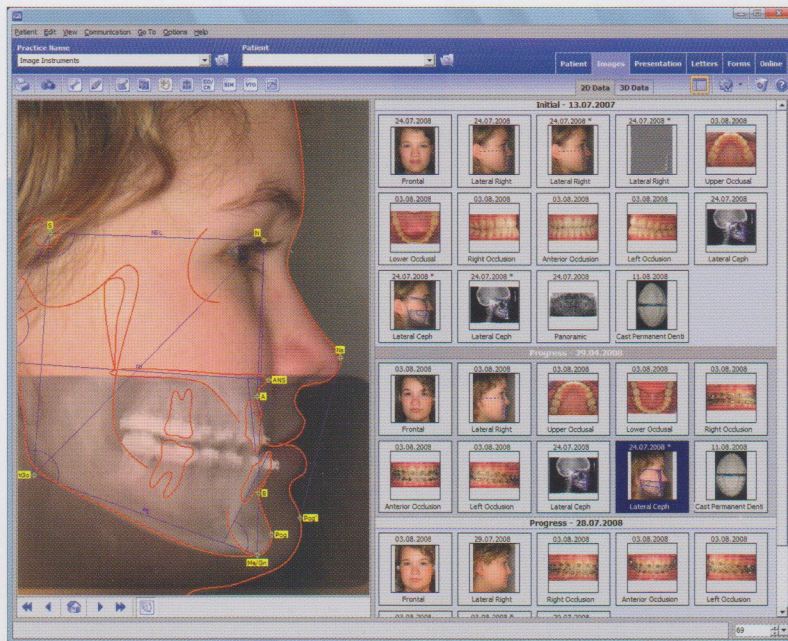 Patient Edit View Communication Go To Options Help
Practice Name Patient
Image Instruments
Patient Images Presentation Letters Forms Online
CO/CR SIM VTO
2D Data 3D Data
Initial - 13.07.2007
24.07.2008 24.07.2008 24.07.2008 * 24.07.2008 * 03.08.2008
Frontal Lateral Right Lateral Right Lateral Right Upper Occlusal
03.08.2008 03.08.2008 03.08.2008 03.08.2008 24.07.2008
Lower Occlusal Right Occlusion Anterior Occlusion Left Occlusion Lateral Ceph
24.07.2008 * 24.07.2008 * 24.07.2008 11.08.2008
Lateral Ceph Lateral Ceph Panoramic Cast Permanent Denti
Progress - 29.04.2008
03.08.2008 03.08.2008 03.08.2008 03.08.2008 03.08.2008
Frontal Lateral Right Upper Occlusal Lower Occlusal Right Occlusion
03.08.2008 03.08.2008 24.07.2008 24.07.2008 * 11.08.2008
Anterior Occlusion Left Occlusion Lateral Ceph Lateral Ceph Cast Permanent Denti
Progress - 28.07.2008
03.08.2008 29.07.2008 03.08.2008 03.08.2008 03.08.2008
Frontal Lateral Right Right Occlusion Anterior Occlusion Left Occlusion
S
NSL
N
Ns
ANS
A
B
Pog'
Pog
Me/Gn
69